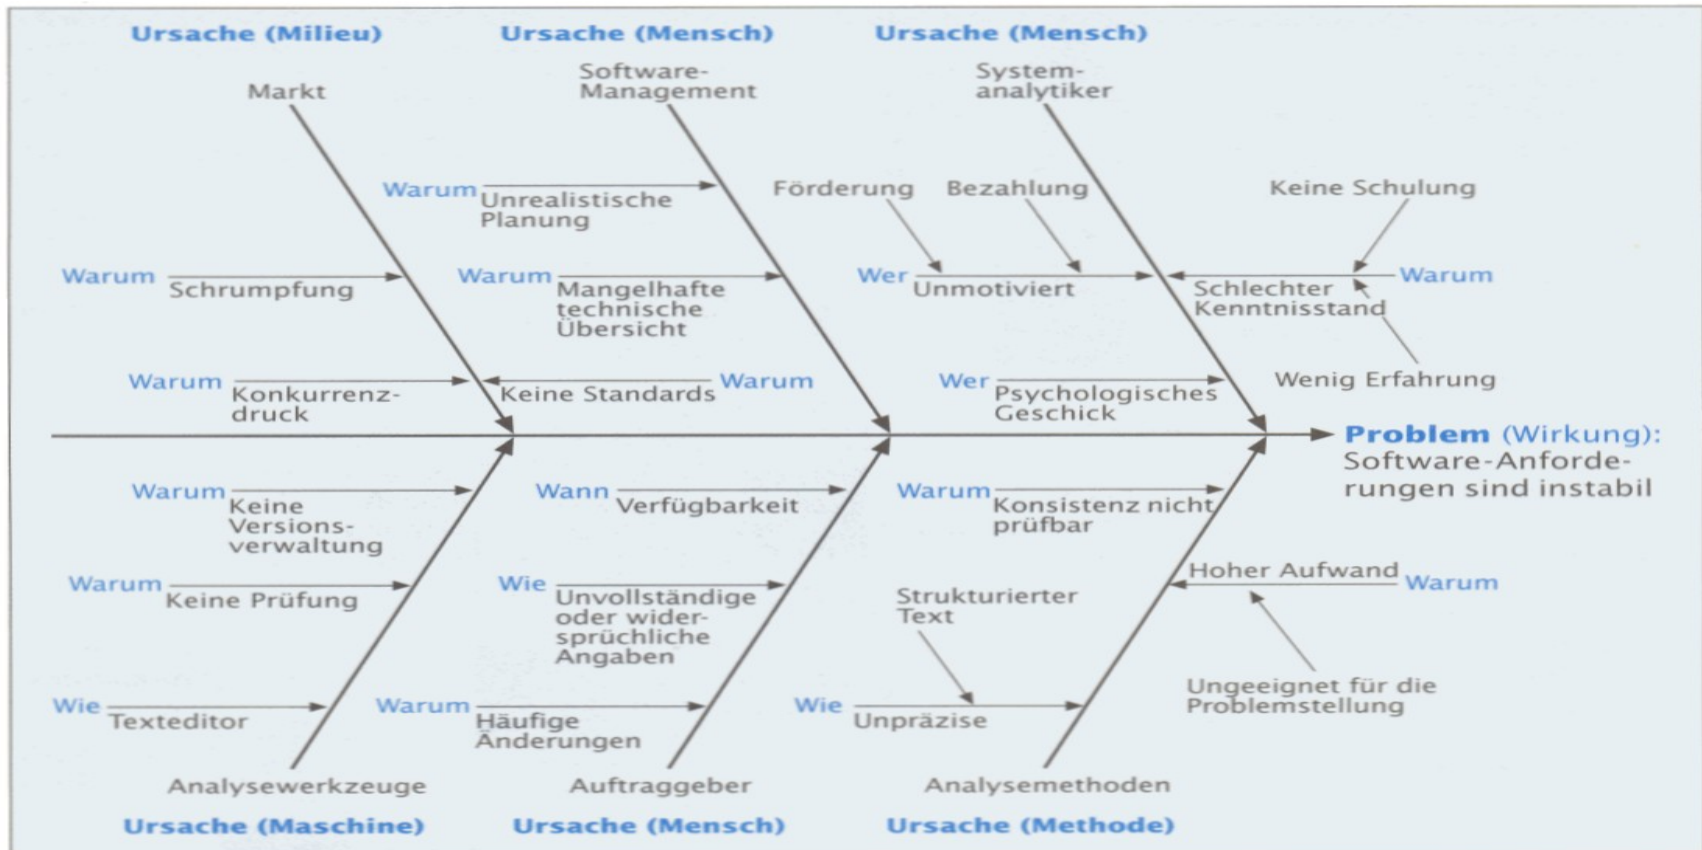 Ursache (Milieu)
Ursache (Mensch)
Ursache (Mensch)
Markt
Software-
Management
System-
analytiker
Warum
Unrealistische
Planung
Förderung
Bezahlung
Keine Schulung
Warum
Schrumpfung
Warum
Mangelhafte
technische
Übersicht
Wer
Unmotiviert
Schlechter
Kenntnisstand
Warum
Warum
Konkurrenz-
druck
Keine Standards
Warum
Wer
Psychologisches
Geschick
Wenig Erfahrung
Problem (Wirkung):
Software-Anforde-
rungen sind instabil
Warum
Keine
Versions-
verwaltung
Wann
Verfügbarkeit
Warum
Konsistenz nicht
prüfbar
Warum
Keine Prüfung
Wie
Unvollständige
oder wider-
sprüchliche
Angaben
Strukturierter
Text
Hoher Aufwand
Warum
Wie
Texteditor
Warum
Häufige
Änderungen
Wie
Unpräzise
Ungeeignet für die
Problemstellung
Analysewerkzeuge
Auftraggeber
Analysemethoden
Ursache (Maschine)
Ursache (Mensch)
Ursache (Methode)